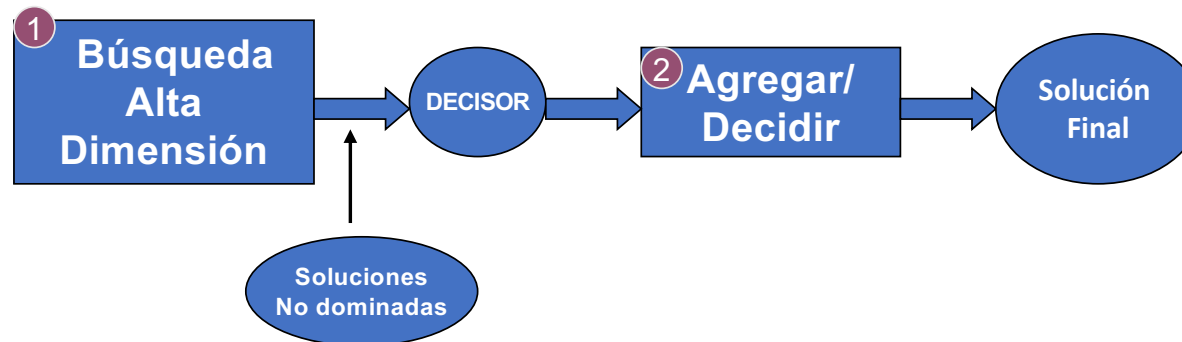 1
Búsqueda
Alta
Dimensión
DECISOR
2
Agregar/
Decidir
Solución
Final
Soluciones
No dominadas